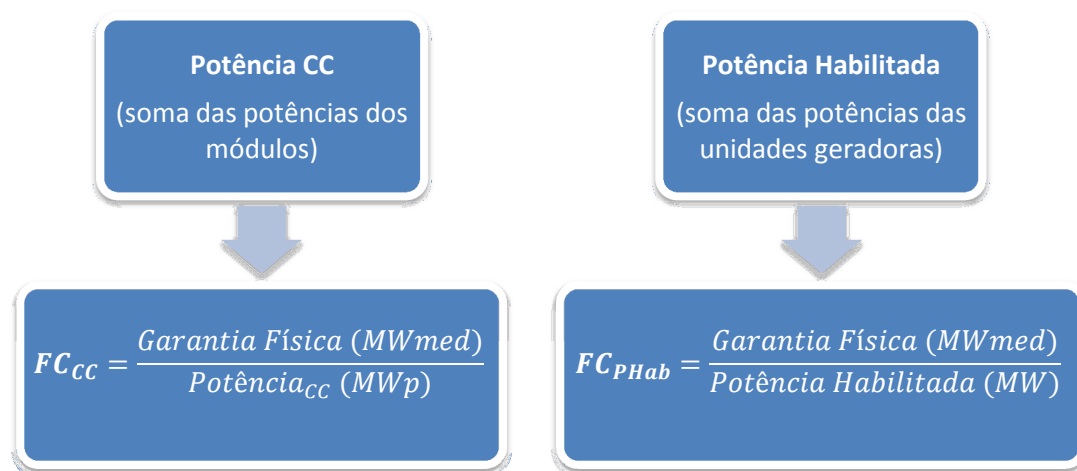 Potência CC
(soma das potências dos
módulos)
Potência Habilitada
(soma das potências das
unidades geradoras)
FC_CC = Garantia Física (MWmed) / Potência_CC (MWp)
FC_PHab = Garantia Física (MWmed) / Potência Habilitada (MW)